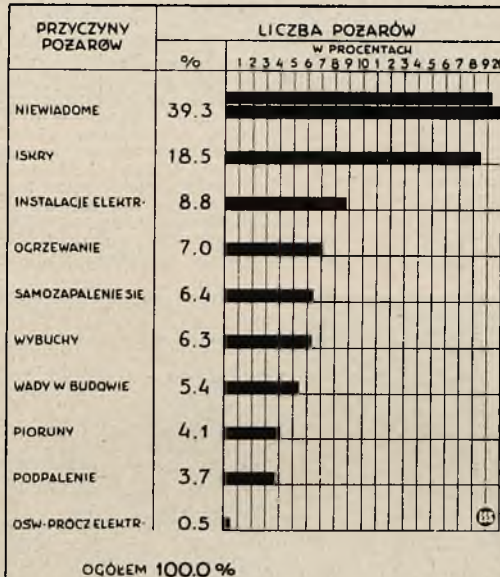 PRZYCZYNY POŻARÓW
LICZBA POŻARÓW
W PROCENTACH
%
1 2 3 4 5 6 7 8 9 10 1 2 3 4 5 6 7 8 9 20
NIEWIADOME 39.3
ISKRY 18.5
INSTALACJE ELEKTR·
8.8
OGRZEWANIE 7.0
SAMOZAPALENIE SIĘ 6.4
WYBUCHY 6.3
WADY W BUDOWIE 5.4
PIORUNY 4.1
PODPALENIE 3.7
OSW·PRÓCZ ELEKTR· 0.5
OGÓŁEM 100.0 %